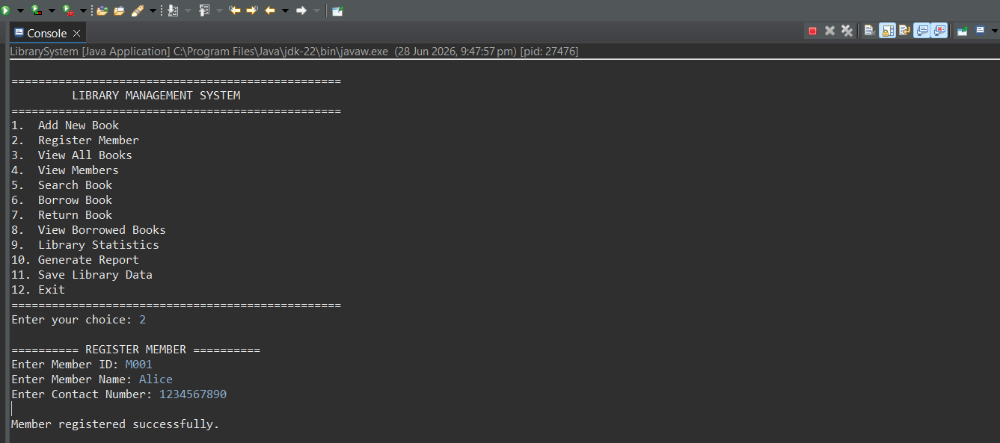 Console
LibrarySystem [Java Application] C:\Program Files\Java\jdk-22\bin\javaw.exe  (28 Jun 2026, 9:47:57 pm) [pid: 27476]
=================================================
         LIBRARY MANAGEMENT SYSTEM
=================================================
1.  Add New Book
2.  Register Member
3.  View All Books
4.  View Members
5.  Search Book
6.  Borrow Book
7.  Return Book
8.  View Borrowed Books
9.  Library Statistics
10. Generate Report
11. Save Library Data
12. Exit
=================================================
Enter your choice: 2
========== REGISTER MEMBER ==========
Enter Member ID: M001
Enter Member Name: Alice
Enter Contact Number: 1234567890
Member registered successfully.